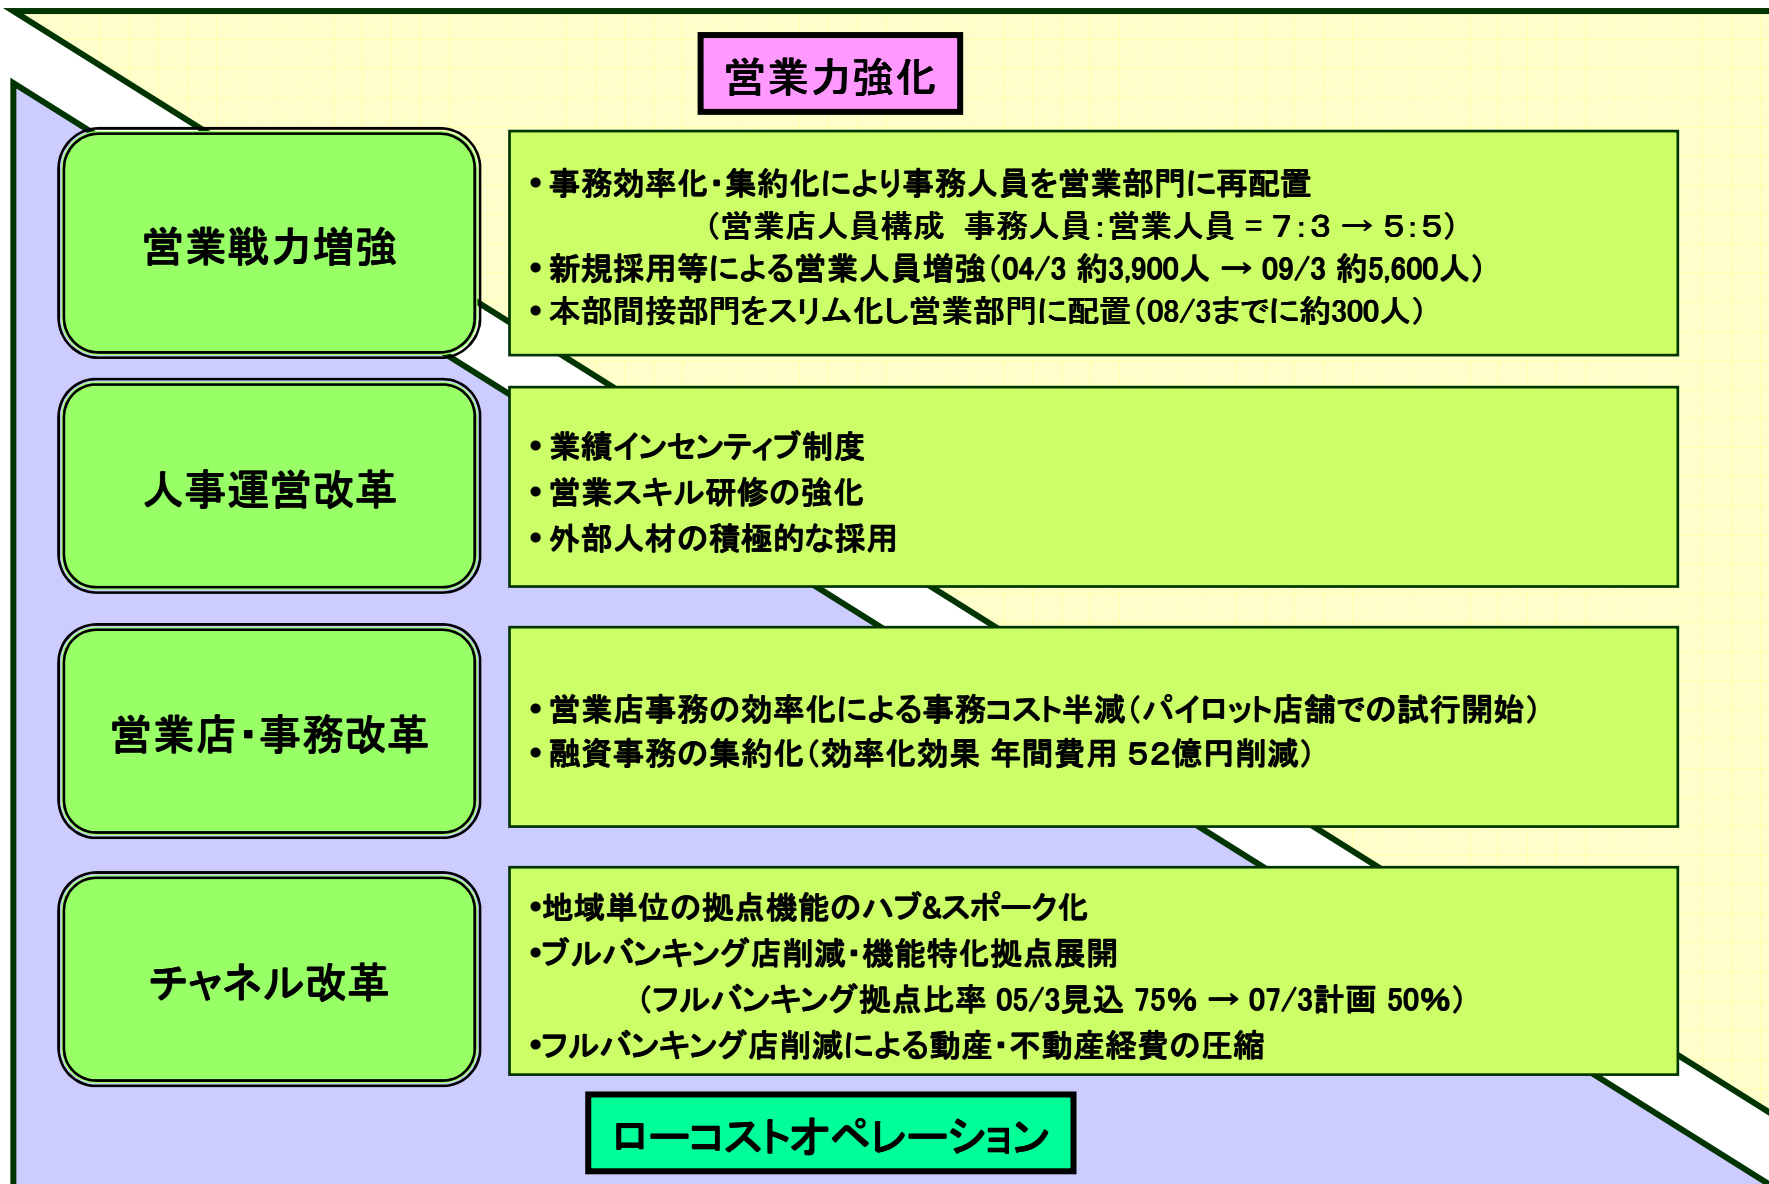 営業力強化
営業戦力増強
• 事務効率化・集約化により事務人員を営業部門に再配置
（営業店人員構成 事務人員：営業人員 = ７：３ → ５：５）
• 新規採用等による営業人員増強（04/3 約3,900人 → 09/3 約5,600人）
• 本部間接部門をスリム化し営業部門に配置（08/3までに約300人）
人事運営改革
• 業績インセンティブ制度
• 営業スキル研修の強化
• 外部人材の積極的な採用
営業店・事務改革
• 営業店事務の効率化による事務コスト半減（パイロット店舗での試行開始）
• 融資事務の集約化（効率化効果 年間費用 ５２億円削減）
チャネル改革
•地域単位の拠点機能のハブ&スポーク化
•ブルバンキング店削減・機能特化拠点展開
（フルバンキング拠点比率 05/3見込 75% → 07/3計画 50%）
•フルバンキング店削減による動産・不動産経費の圧縮
ローコストオペレーション